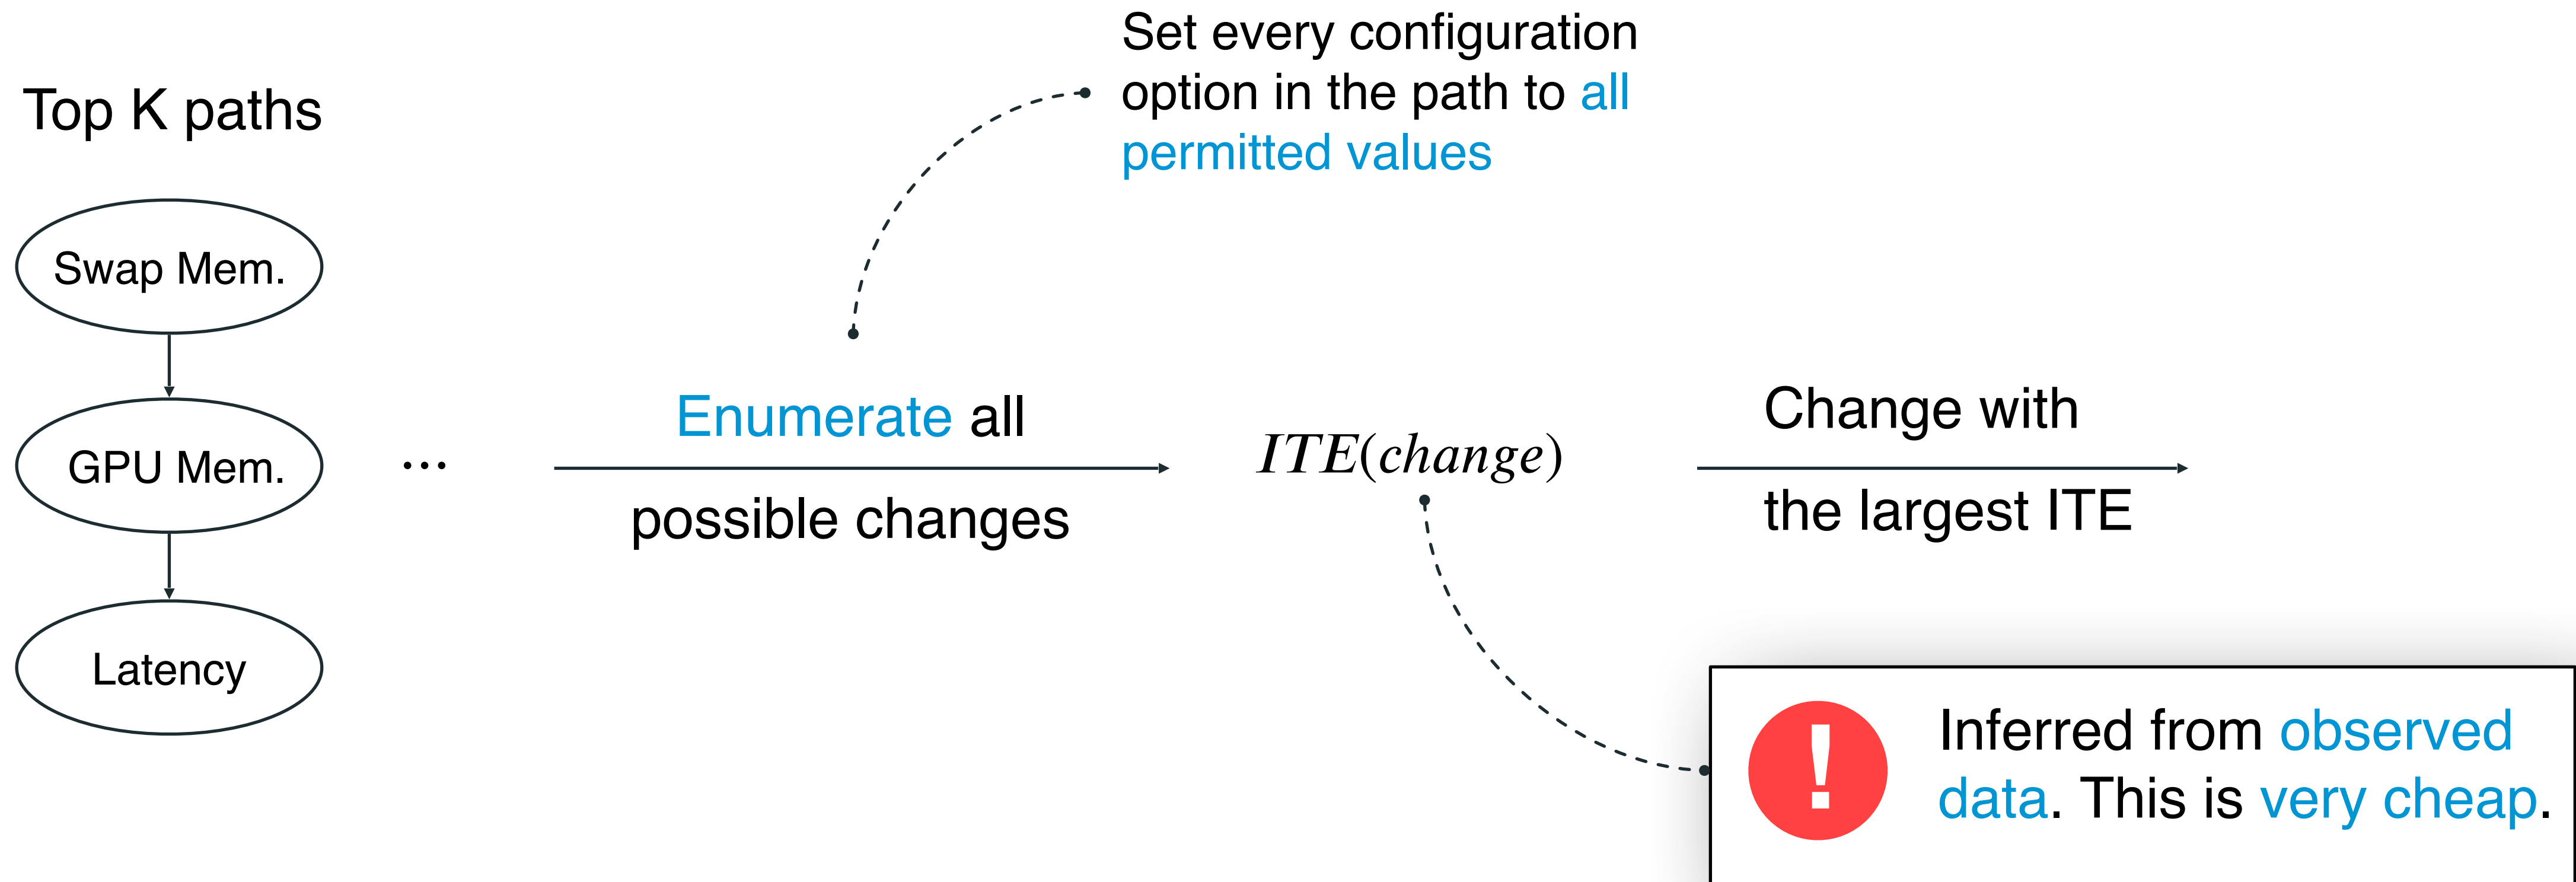 Top K paths
Swap Mem.
GPU Mem.
Latency
...
Set every configuration
option in the path to all
permitted values
Enumerate all
possible changes
ITE(change)
Change with
the largest ITE
!
Inferred from observed
data. This is very cheap.